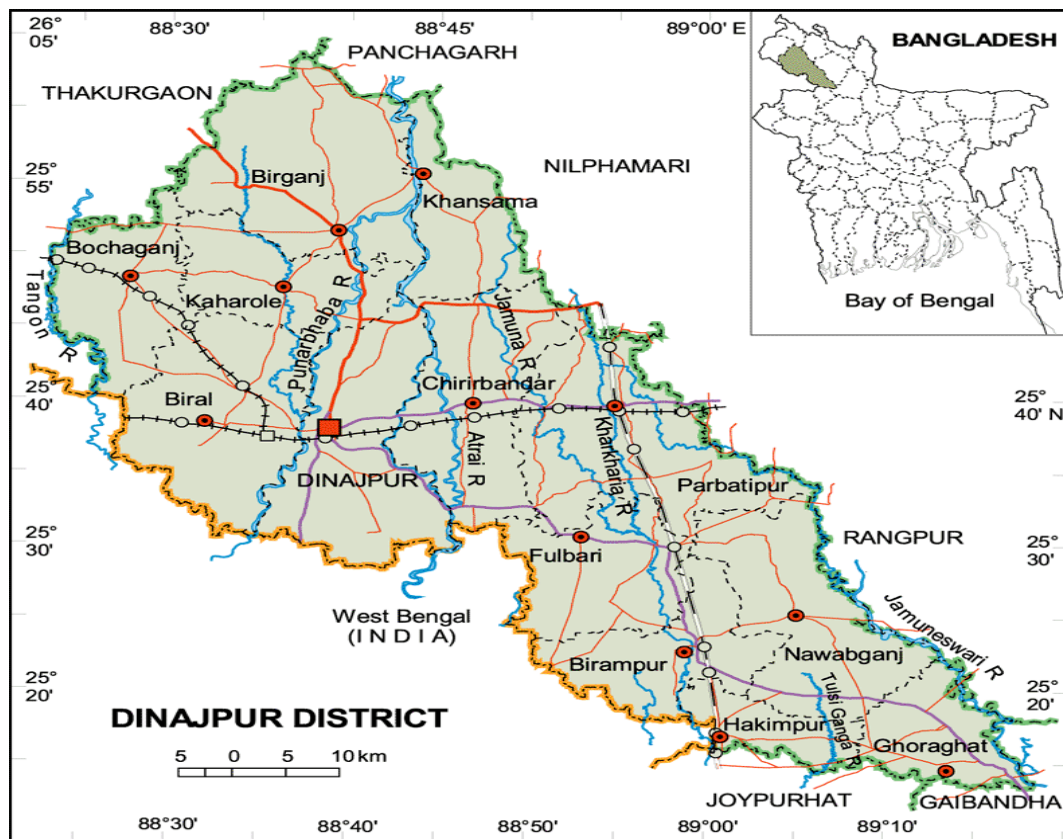 26
05'
88°30'
88°45'
89°00' E
PANCHAGARH
BANGLADESH
THAKURGAON
25°
55'
Birganj
NILPHAMARI
Khansama
Bochaganj
Tangon R
Kaharole
Punarbhaba R
Jamuna R
Bay of Bengal
25°
40'
Biral
Chirirbandar
25°
40' N
Atrai R
Kharkharia R
DINAJPUR
Parbatipur
25°
30'
Fulbari
RANGPUR
25°
30'
West Bengal
(I N D I A)
Jamuneswari R
Birampur
Nawabganj
25°
20'
Tulsi Ganga R
25°
20'
DINAJPUR DISTRICT
Hakimpur
Ghoraghat
5 0 5 10 km
JOYPURHAT
GAIBANDHA
88°30'
88°40'
88°50'
89°00'
89°10'